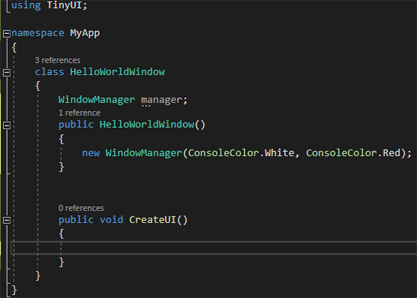 using TinyUI;
namespace MyApp
{
3 references
class HelloWorldWindow
{
WindowManager manager;
1 reference
public HelloWorldWindow()
{
new WindowManager(ConsoleColor.White, ConsoleColor.Red);
}
0 references
public void CreateUI()
{
}
}
}